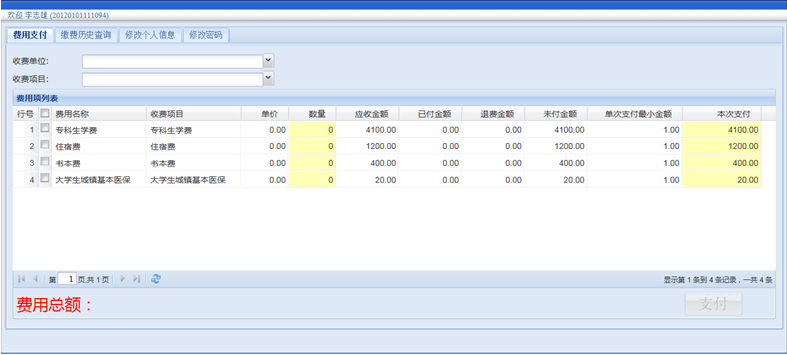 欢迎 李志雄 (20120101111094)
费用支付 缴费历史查询 修改个人信息 修改密码
收费单位:
收费项目:
费用项列表
行号 费用名称 收费项目 单价 数量 应收金额 已付金额 退费金额 未付金额 单次支付最小金额 本次支付
1 专科生学费 专科生学费 0.00 0 4100.00 0.00 0.00 4100.00 1.00 4100.00
2 住宿费 住宿费 0.00 0 1200.00 0.00 0.00 1200.00 1.00 1200.00
3 书本费 书本费 0.00 0 400.00 0.00 0.00 400.00 1.00 400.00
4 大学生城镇基本医保 大学生城镇基本医保 0.00 0 20.00 0.00 0.00 20.00 1.00 20.00
第 1 页,共 1 页 显示第 1 条到 4 条记录，一共 4 条
费用总额： 支付